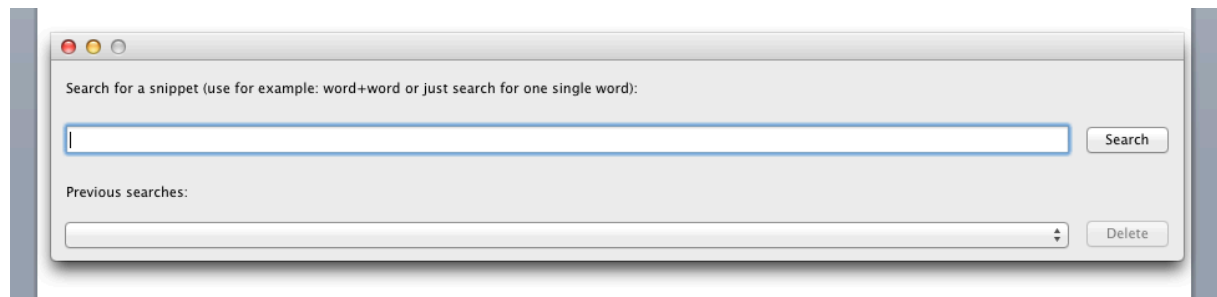 Search for a snippet (use for example: word+word or just search for one single word):
Search
Previous searches:
Delete